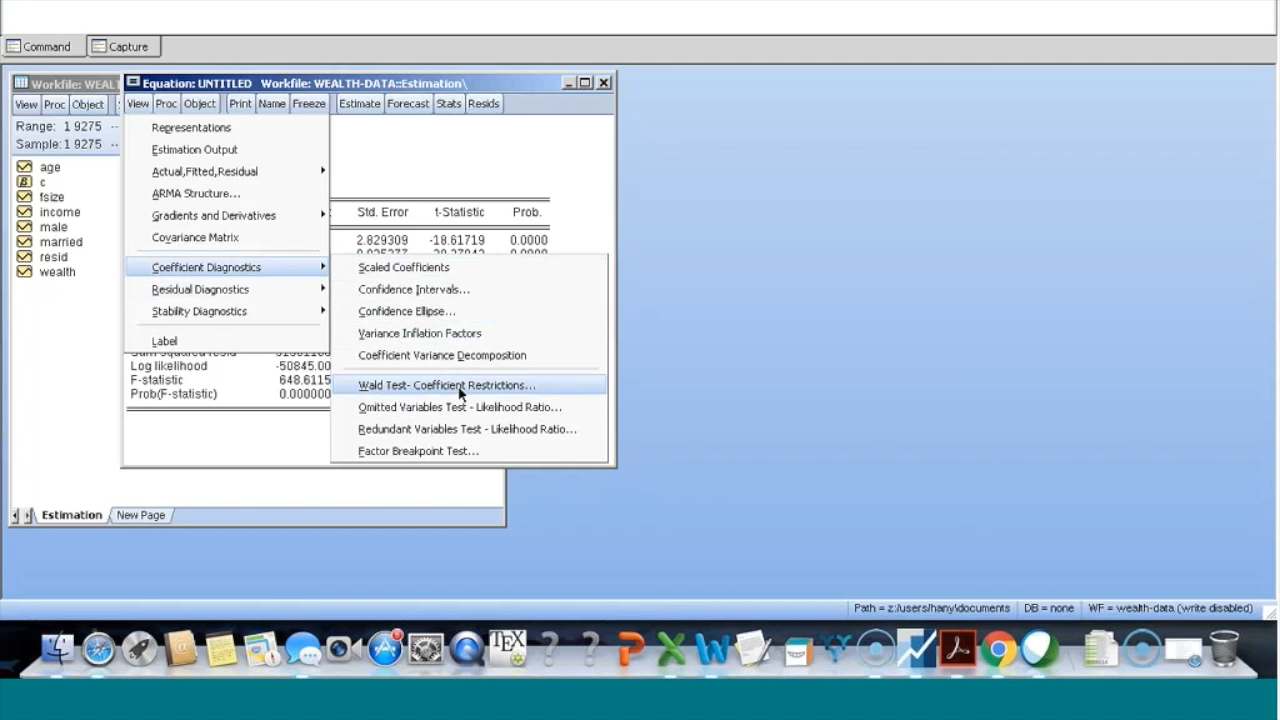 Command
Capture
Workfile: WEAL
View Proc Object
Range: 1 9275 --
Sample: 1 9275 --
age
c
fsize
income
male
married
resid
wealth
Estimation
New Page
Equation: UNTITLED Workfile: WEALTH-DATA::Estimation\
View Proc Object Print Name Freeze Estimate Forecast Stats Resids
Representations
Estimation Output
Actual,Fitted,Residual
ARMA Structure...
Gradients and Derivatives
Covariance Matrix
Coefficient Diagnostics
Residual Diagnostics
Stability Diagnostics
Label
Std. Error t-Statistic Prob.
2.829309 -18.61719 0.0000
Scaled Coefficients
Confidence Intervals...
Confidence Ellipse...
Variance Inflation Factors
Coefficient Variance Decomposition
Wald Test- Coefficient Restrictions...
Omitted Variables Test - Likelihood Ratio...
Redundant Variables Test - Likelihood Ratio...
Factor Breakpoint Test...
Log likelihood -50845.00
F-statistic 648.6115
Prob(F-statistic) 0.000000
Path = z:/users/hany\documents DB = none WF = wealth-data (write disabled)
TEX